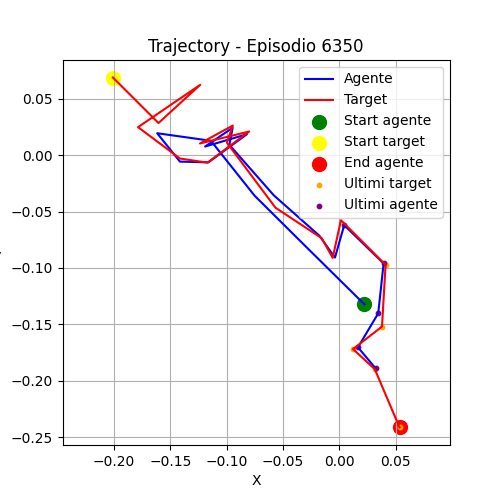 Trajectory - Episodio 6350
Agente
Target
Start agente
Start target
End agente
Ultimi target
Ultimi agente
0.05
0.00
−0.05
−0.10
−0.15
−0.20
−0.25
−0.20
−0.15
−0.10
−0.05
0.00
0.05
X